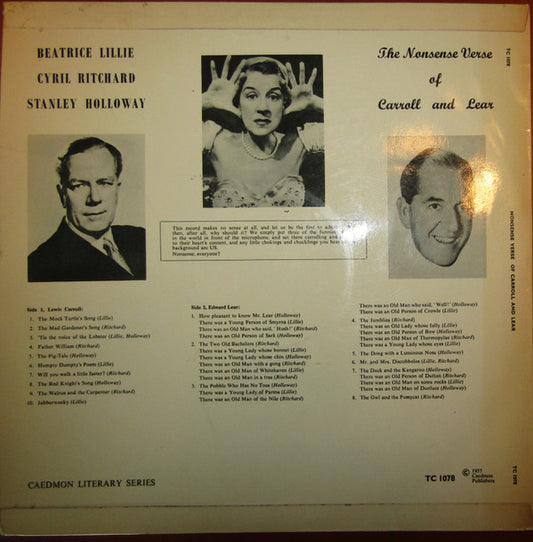 BEATRICE LILLIE
CYRIL RITCHARD
STANLEY HOLLOWAY
The Nonsense Verse
of
Carroll and Lear
This record makes no sense at all, and let us be the first to
then, after all, why should it? We simply put three of the funniest
in the world in front of the microphone, and set them carrolling and
to their heart's content, and any little chokings and chucklings you hear
background are US.
Nonsense, everyone?
Side 1, Lewis Carroll:
1. The Mock Turtle's Song (Lillie)
2. The Mad Gardener's Song (Ritchard)
3. 'Tis the voice of the Lobster (Lillie, Holloway)
4. Father William (Ritchard)
5. The Pig-Tale (Holloway)
6. Humpty Dumpty's Poem (Lillie)
7. Will you walk a little faster? (Ritchard)
8. The Red Knight's Song (Holloway)
9. The Walrus and the Carpenter (Ritchard)
10. Jabberwocky (Lillie)
Side 2, Edward Lear:
1. How pleasant to know Mr. Lear (Holloway)
There was a Young Person of Smyrna (Lillie)
There was an Old Man who said, ' Hush!' (Ritchard)
There was an Old Person of Sark (Holloway)
2. The Two Old Bachelors (Ritchard)
There was a Young Lady whose bonnet (Lillie)
There was a Young Lady whose chin (Holloway)
There was an Old Man with a gong (Ritchard)
There was an Old Man of Whitehaven (Lillie)
There was an Old Man in a tree (Ritchard)
3. The Pobble Who Has No Toes (Holloway)
There was a Young Lady of Parma (Lillie)
There was an Old Man of the Nile (Ritchard)
There was an Old Man who said, ' Well!' (Holloway)
There was an Old Person of Cromla (Lillie)
4. The Jumblies (Ritchard)
There was an Old Lady whose folly (Lillie)
There was an Old Person of Bow (Holloway)
There was an Old Man of Thermopylae (Ritchard)
There was a Young Lady whose eyes (Lillie)
5. The Dong with a Luminous Nose (Holloway)
6. Mr. and Mrs. Discobbolos (Lillie, Ritchard)
7. The Duck and the Kangaroo (Holloway)
There was an Old Person of Dutton (Ritchard)
There was an Old Man on some rocks (Lillie)
There was an Old Man of Dunluce (Holloway)
8. The Owl and the Pussycat (Ritchard)
CAEDMON LITERARY SERIES
TC 1078
© 1957
Caedmon
Publishers
TC 1078
NONSENSE VERSE OF CARROLL AND LEAR
TC 1078